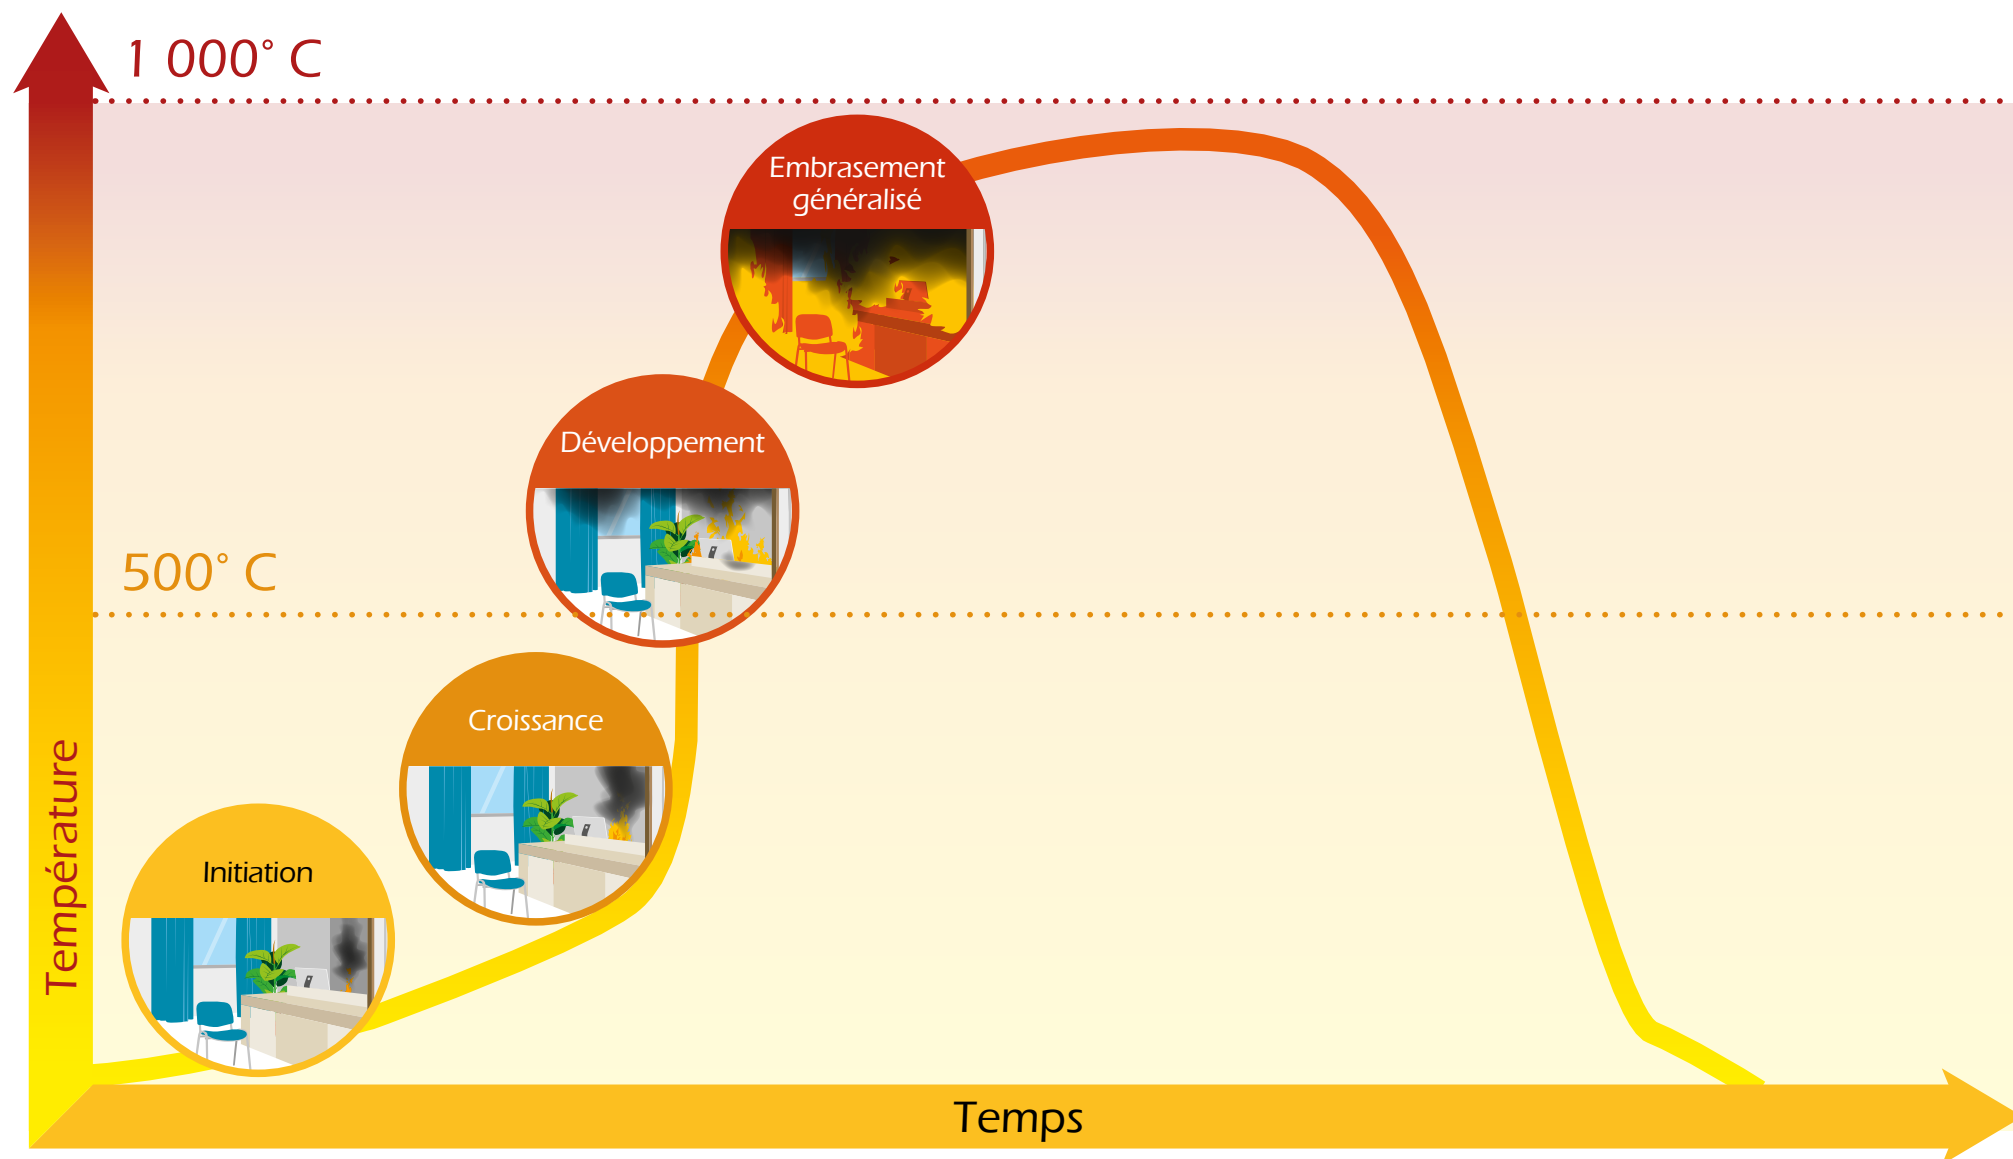 1 000° C
Embrasement
généralisé
Développement
500° C
Croissance
Initiation
Température
Temps